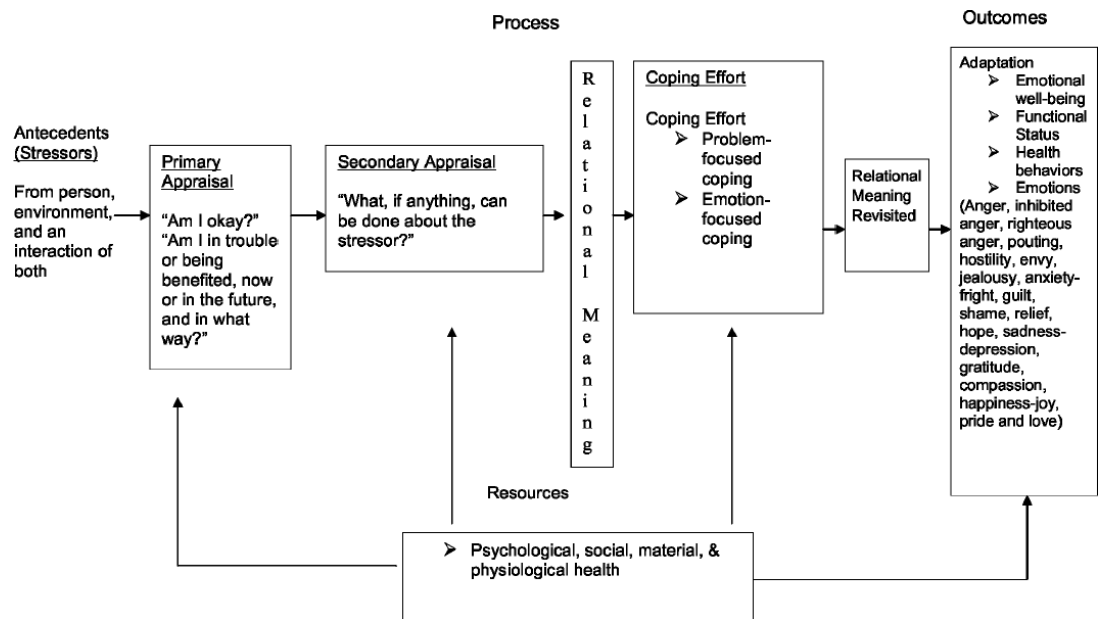 Process
Outcomes
Antecedents
(Stressors)
From person,
environment,
and an
interaction of
both
Primary
Appraisal
“Am I okay?”
“Am I in trouble
or being
benefited, now
or in the future,
and in what
way?”
Secondary Appraisal
“What, if anything, can
be done about the
stressor?”
Relational Meaning
Coping Effort
Coping Effort
➢ Problem-
focused
coping
➢ Emotion-
focused
coping
Relational
Meaning
Revisited
Adaptation
➢ Emotional
well-being
➢ Functional
Status
➢ Health
behaviors
➢ Emotions
(Anger, inhibited
anger, righteous
anger, pouting,
hostility, envy,
jealousy, anxiety-
fright, guilt,
shame, relief,
hope, sadness-
depression,
gratitude,
compassion,
happiness-joy,
pride and love)
Resources
➢ Psychological, social, material, &
physiological health